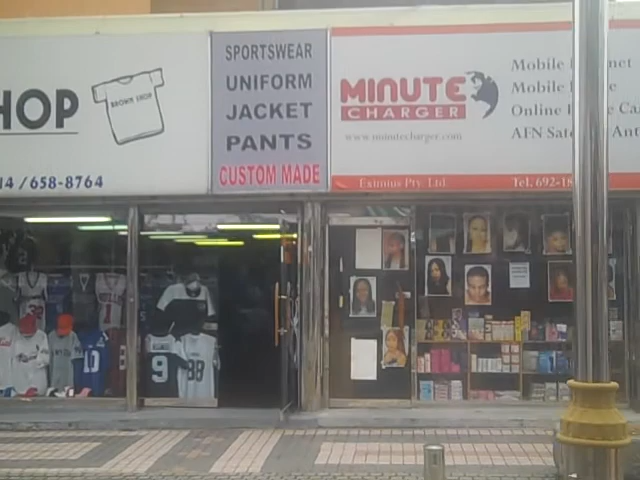 HOP
BROWN SHOP
14 / 658-8764
SPORTSWEAR
UNIFORM
JACKET
PANTS
CUSTOM MADE
MINUTE
CHARGER
www.minutecharger.com
Eximius Pty. Ltd.
Mobile
Mobile
Online
AFN
Tel. 692-18
1
10
9
88